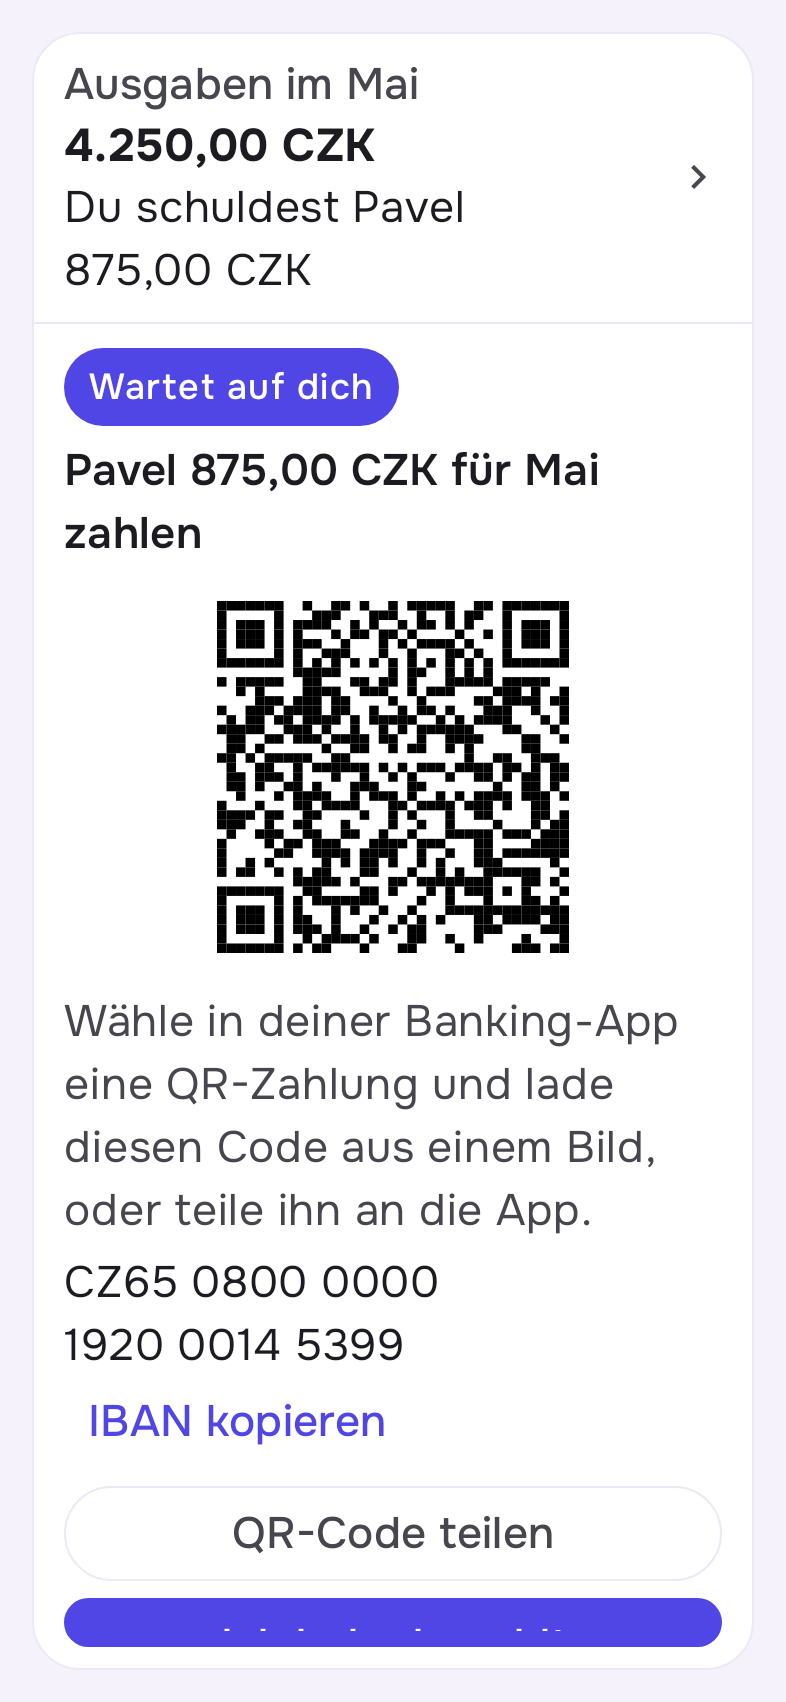 Ausgaben im Mai
4.250,00 CZK
Du schuldest Pavel
875,00 CZK
Wartet auf dich
Pavel 875,00 CZK für Mai
zahlen
Wähle in deiner Banking-App
eine QR-Zahlung und lade
diesen Code aus einem Bild,
oder teile ihn an die App.
CZ65 0800 0000
1920 0014 5399
IBAN kopieren
QR-Code teilen